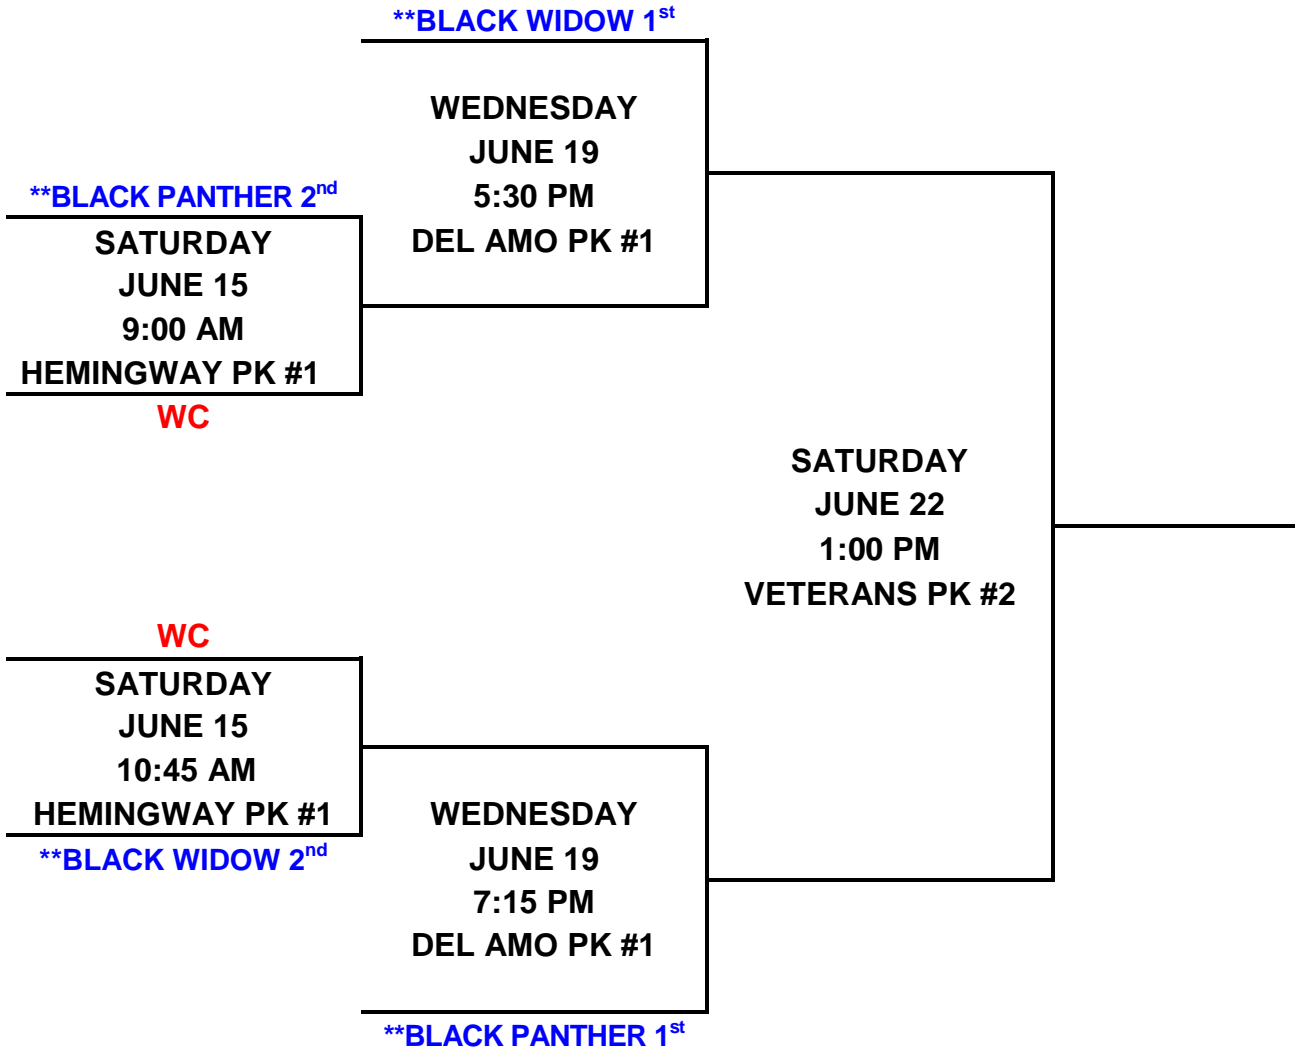 **BLACK WIDOW 1st
WEDNESDAY
JUNE 19
5:30 PM
DEL AMO PK #1
**BLACK PANTHER 2nd
SATURDAY
JUNE 15
9:00 AM
HEMINGWAY PK #1
WC
SATURDAY
JUNE 22
1:00 PM
VETERANS PK #2
WC
SATURDAY
JUNE 15
10:45 AM
HEMINGWAY PK #1
**BLACK WIDOW 2nd
WEDNESDAY
JUNE 19
7:15 PM
DEL AMO PK #1
**BLACK PANTHER 1st